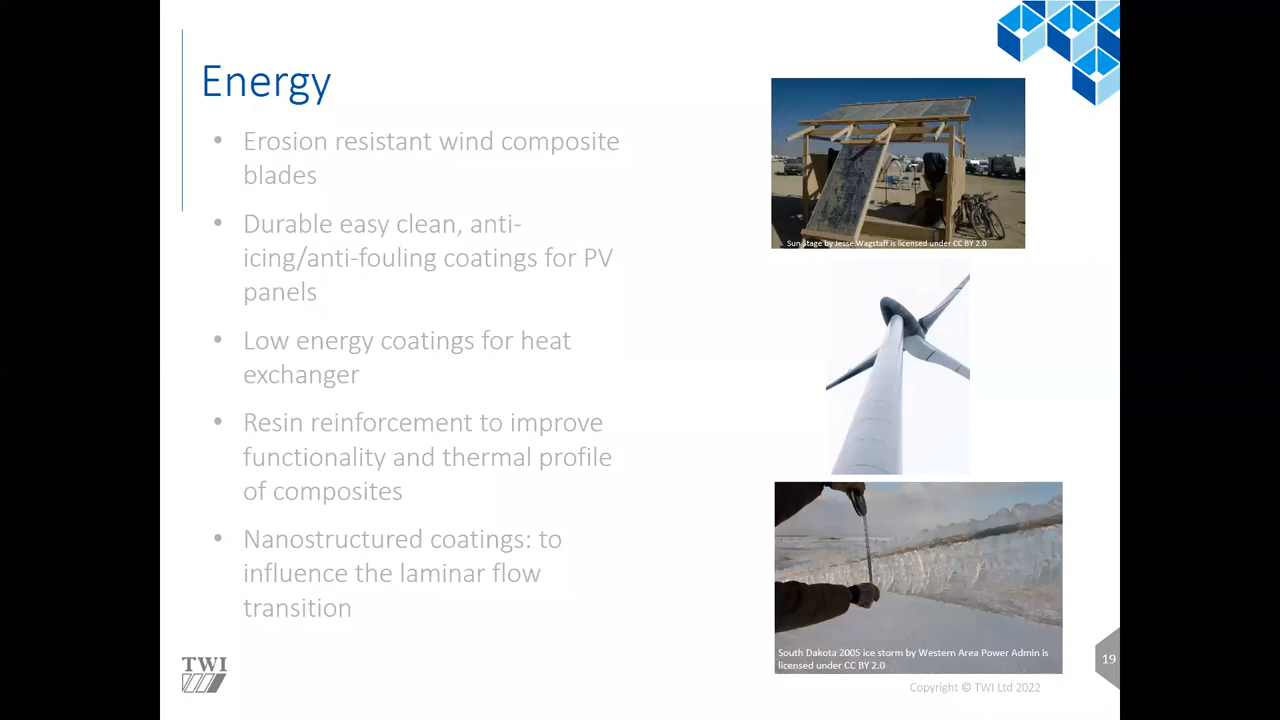 Energy
• Erosion resistant wind composite
blades
• Durable easy clean, anti-
icing/anti-fouling coatings for PV
panels
• Low energy coatings for heat
exchanger
• Resin reinforcement to improve
functionality and thermal profile
of composites
• Nanostructured coatings: to
influence the laminar flow
transition
Sun Stage by Jesse Wagstaff is licensed under CC BY 2.0
South Dakota 2005 ice storm by Western Area Power Admin is
licensed under CC BY 2.0
TWI
Copyright © TWI Ltd 2022
19